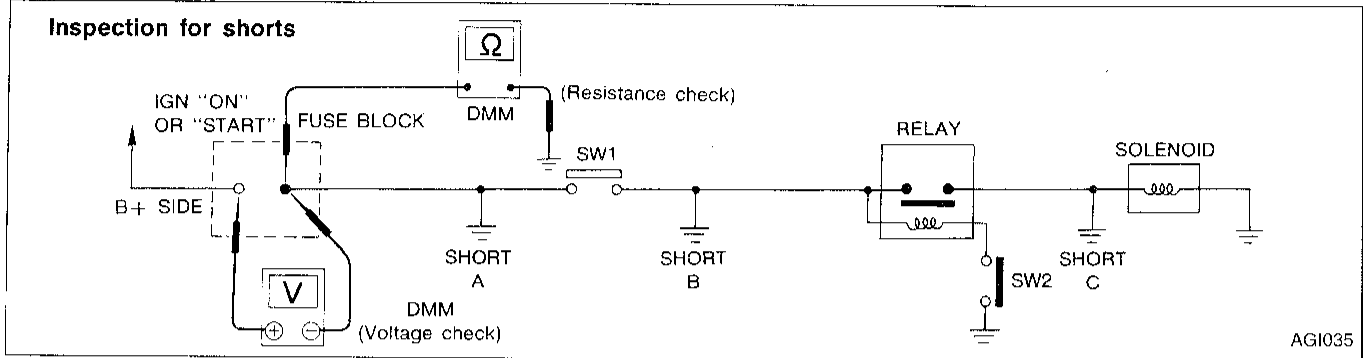 Inspection for shorts
Ω
DMM
(Resistance check)
IGN "ON"
OR "START"
FUSE BLOCK
B+ SIDE
SW1
RELAY
SOLENOID
SHORT
A
SHORT
B
SW2
SHORT
C
V
+ −
DMM
(Voltage check)
AGI035